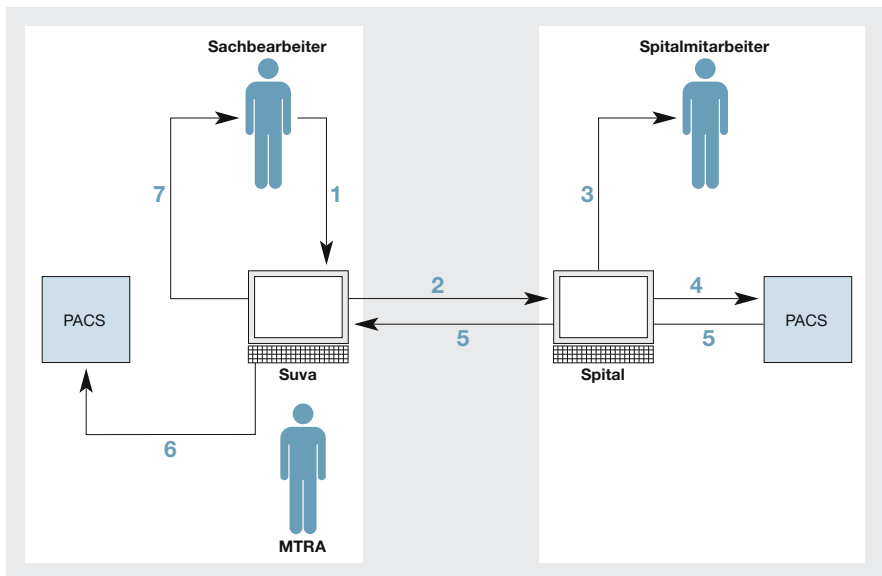 Sachbearbeiter
Spitalmitarbeiter
7
1
3
2
4
PACS
PACS
5
5
Suva
Spital
6
MTRA